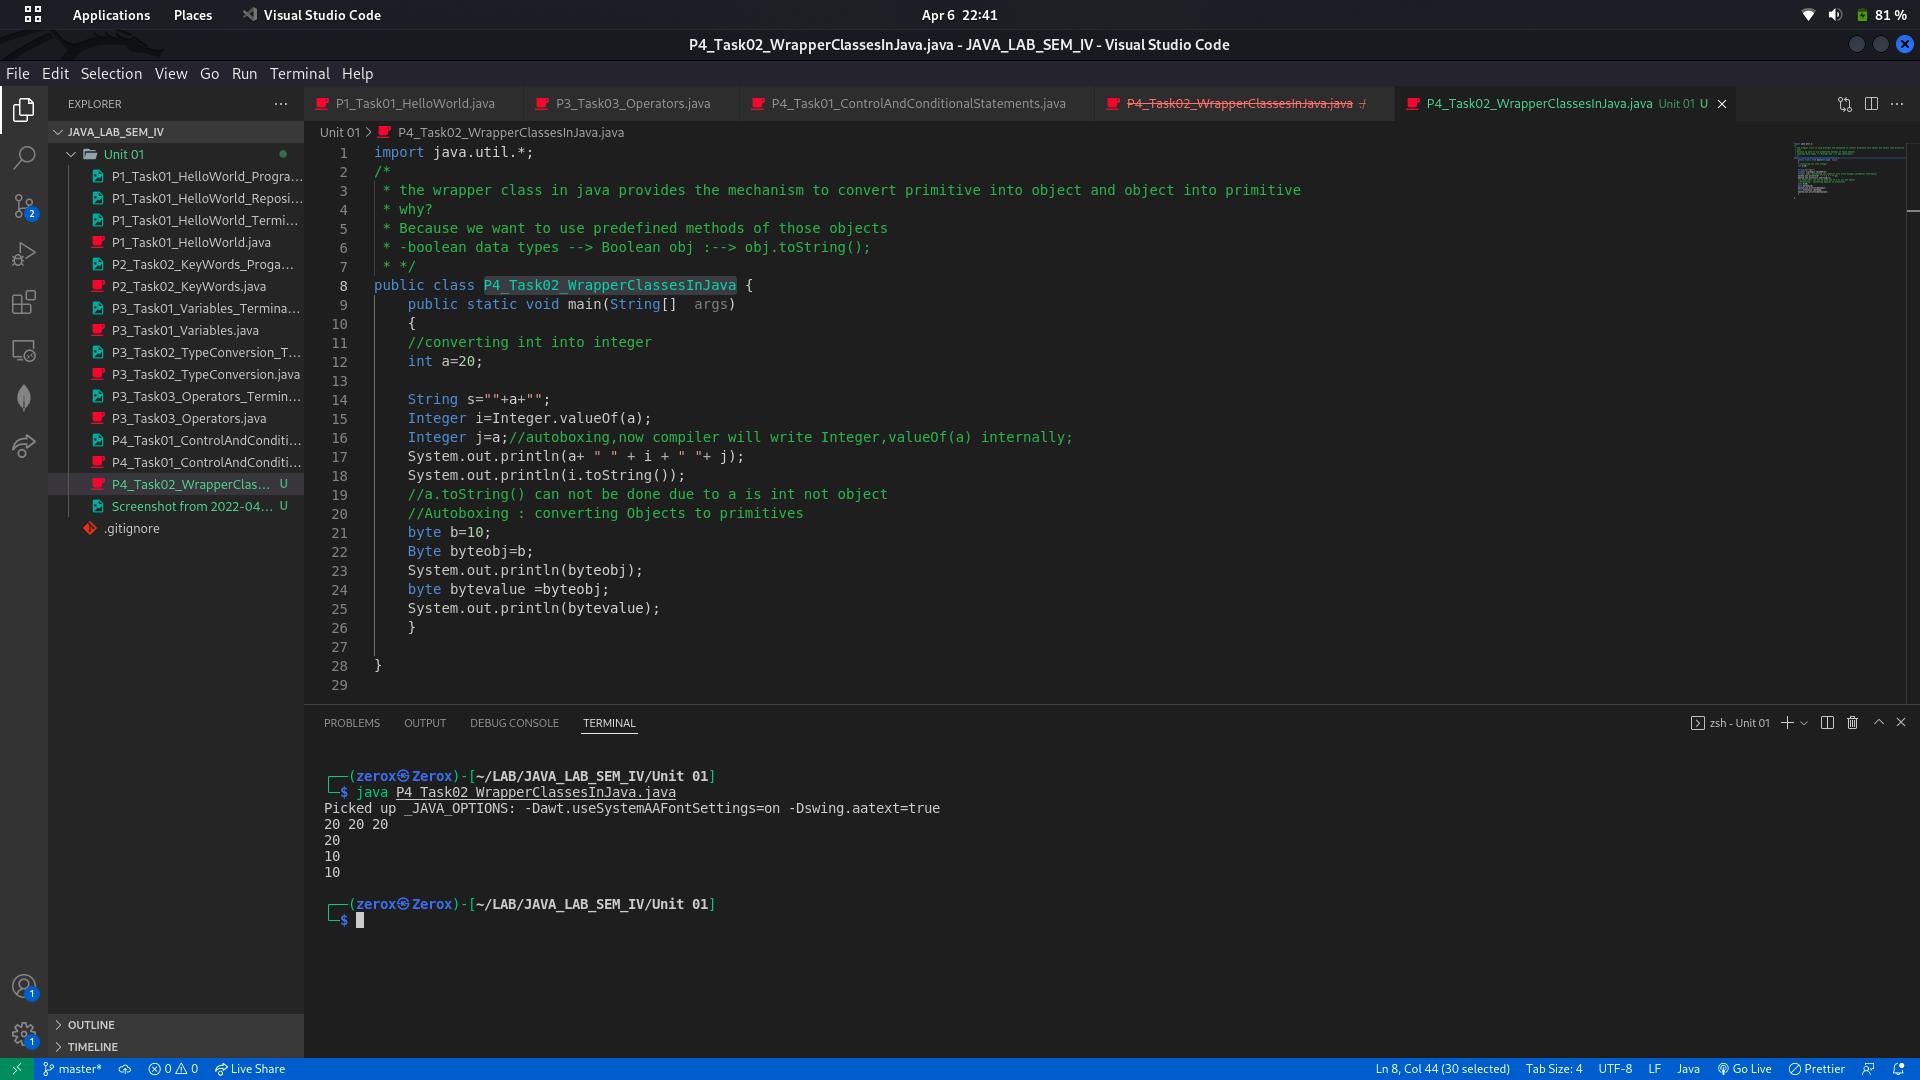 Applications Places Visual Studio Code Apr 6 22:41 81 %
P4_Task02_WrapperClassesInJava.java - JAVA_LAB_SEM_IV - Visual Studio Code
File Edit Selection View Go Run Terminal Help
EXPLORER
P1_Task01_HelloWorld.java P3_Task03_Operators.java P4_Task01_ControlAndConditionalStatements.java P4_Task02_WrapperClassesInJava.java ./ P4_Task02_WrapperClassesInJava.java Unit 01 U
JAVA_LAB_SEM_IV
Unit 01
P1_Task01_HelloWorld_Progra...
P1_Task01_HelloWorld_Reposi...
P1_Task01_HelloWorld_Termi...
P1_Task01_HelloWorld.java
P2_Task02_KeyWords_Proga...
P2_Task02_KeyWords.java
P3_Task01_Variables_Termina...
P3_Task01_Variables.java
P3_Task02_TypeConversion_T...
P3_Task02_TypeConversion.java
P3_Task03_Operators_Termin...
P3_Task03_Operators.java
P4_Task01_ControlAndConditi...
P4_Task01_ControlAndConditi...
P4_Task02_WrapperClas... U
Screenshot from 2022-04... U
.gitignore
2
1
1
OUTLINE
TIMELINE
Unit 01 > P4_Task02_WrapperClassesInJava.java
1 import java.util.*;
2 /*
3 * the wrapper class in java provides the mechanism to convert primitive into object and object into primitive
4 * why?
5 * Because we want to use predefined methods of those objects
6 * -boolean data types --> Boolean obj :--> obj.toString();
7 * */
8 public class P4_Task02_WrapperClassesInJava {
9 public static void main(String[]  args)
10 {
11 //converting int into integer
12 int a=20;
13
14 String s=""+a+"";
15 Integer i=Integer.valueOf(a);
16 Integer j=a;//autoboxing,now compiler will write Integer,valueOf(a) internally;
17 System.out.println(a+ " " + i + " "+ j);
18 System.out.println(i.toString());
19 //a.toString() can not be done due to a is int not object
20 //Autoboxing : converting Objects to primitives
21 byte b=10;
22 Byte byteobj=b;
23 System.out.println(byteobj);
24 byte bytevalue =byteobj;
25 System.out.println(bytevalue);
26 }
27
28 }
29
PROBLEMS OUTPUT DEBUG CONSOLE TERMINAL zsh - Unit 01
┌──(zerox㉿Zerox)-[~/LAB/JAVA_LAB_SEM_IV/Unit 01]
└─$ java P4_Task02_WrapperClassesInJava.java
Picked up _JAVA_OPTIONS: -Dawt.useSystemAAFontSettings=on -Dswing.aatext=true
20 20 20
20
10
10
┌──(zerox㉿Zerox)-[~/LAB/JAVA_LAB_SEM_IV/Unit 01]
└─$
master* 0 0 Live Share Ln 8, Col 44 (30 selected) Tab Size: 4 UTF-8 LF Java Go Live Prettier